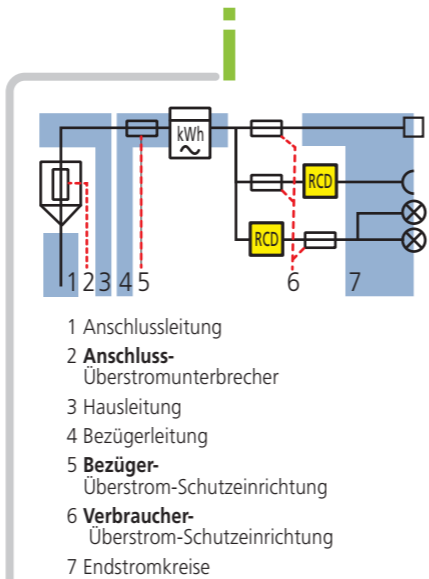 i
kWh
RCD
RCD
1 2 3 4 5 6 7
1 Anschlussleitung
2 Anschluss-
Überstromunterbrecher
3 Hausleitung
4 Bezügerleitung
5 Bezüger-
Überstrom-Schutzeinrichtung
6 Verbraucher-
Überstrom-Schutzeinrichtung
7 Endstromkreise